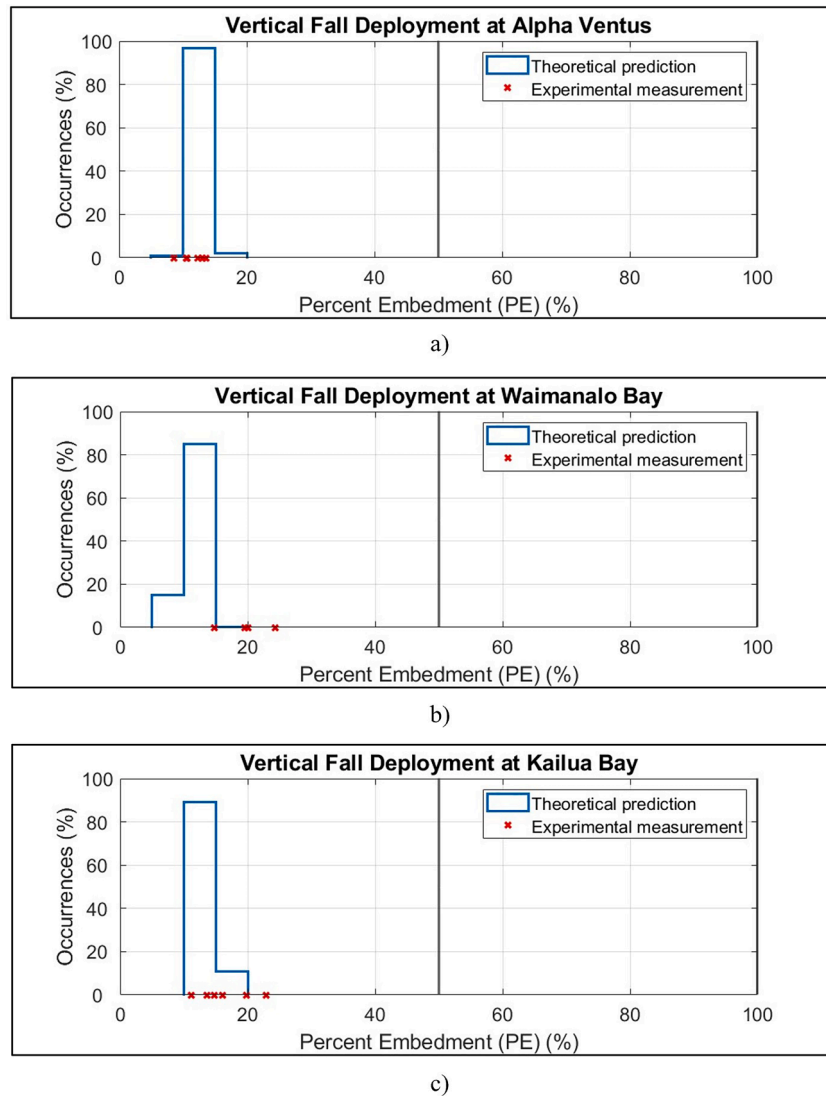 Vertical Fall Deployment at Alpha Ventus
100
80
60
40
20
0
Occurrences (%)
Theoretical prediction
Experimental measurement
0 20 40 60 80 100
Percent Embedment (PE) (%)
a)
Vertical Fall Deployment at Waimanalo Bay
100
80
60
40
20
0
Occurrences (%)
Theoretical prediction
Experimental measurement
0 20 40 60 80 100
Percent Embedment (PE) (%)
b)
Vertical Fall Deployment at Kailua Bay
100
80
60
40
20
0
Occurrences (%)
Theoretical prediction
Experimental measurement
0 20 40 60 80 100
Percent Embedment (PE) (%)
c)